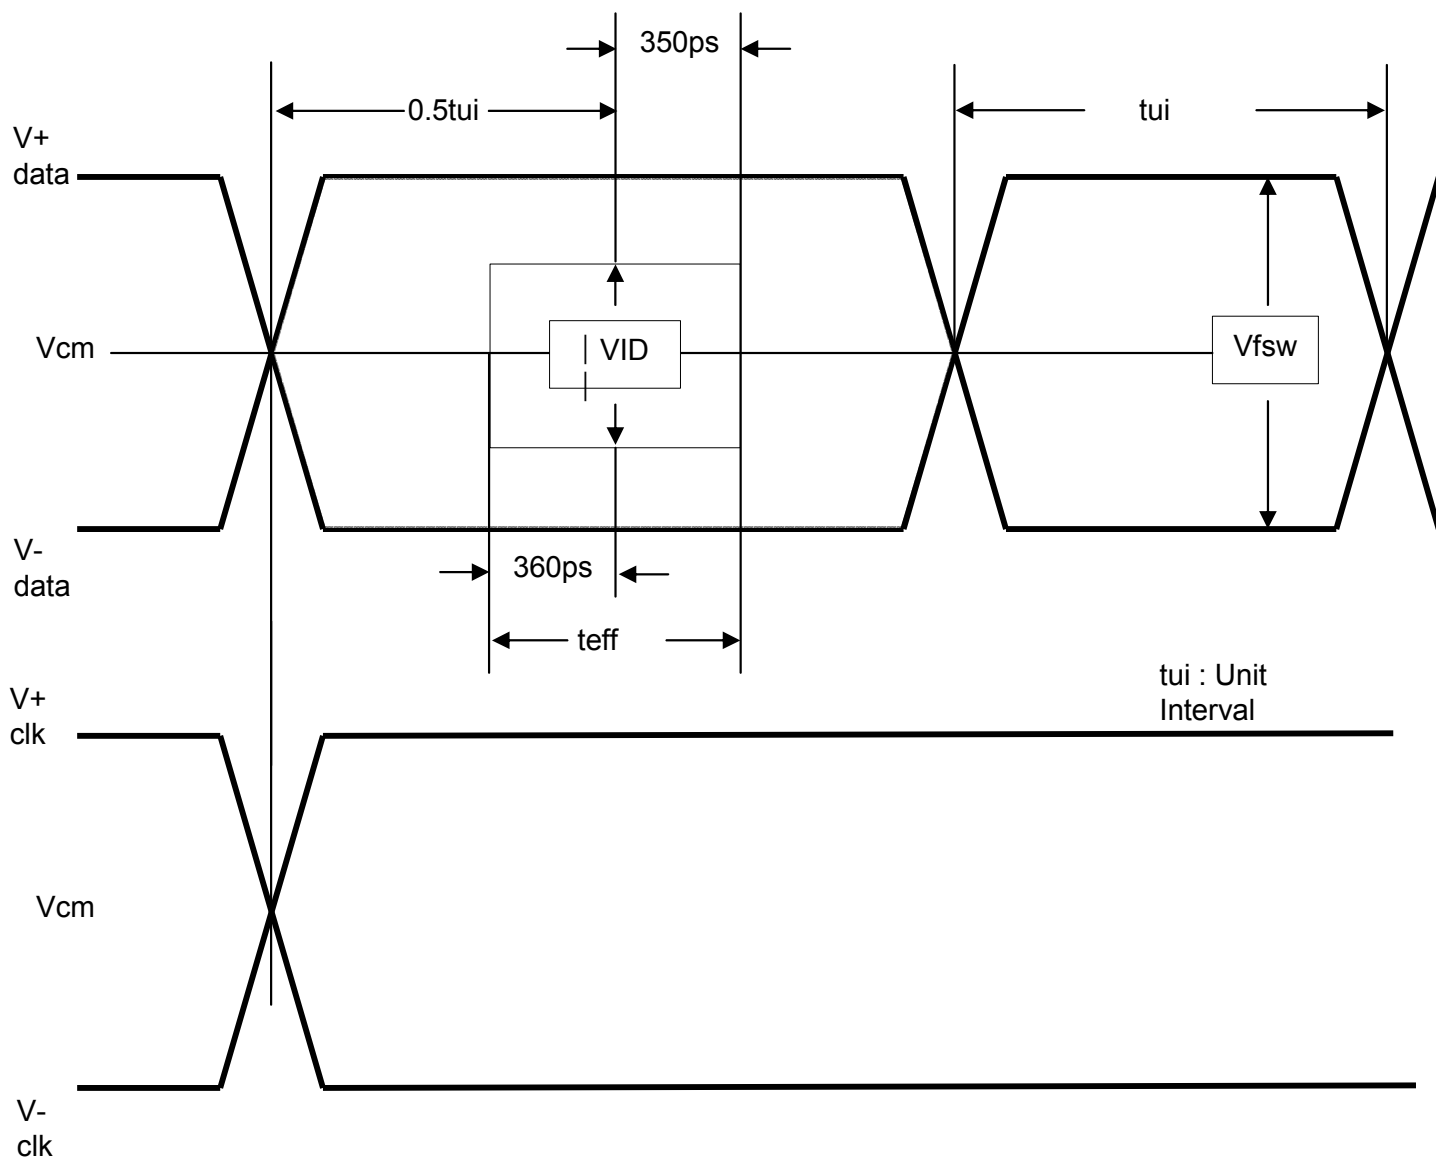 350ps
0.5tui
tui
V+
data
Vcm
| VID
|
Vfsw
V-
data
360ps
teff
tui : Unit
Interval
V+
clk
Vcm
V-
clk